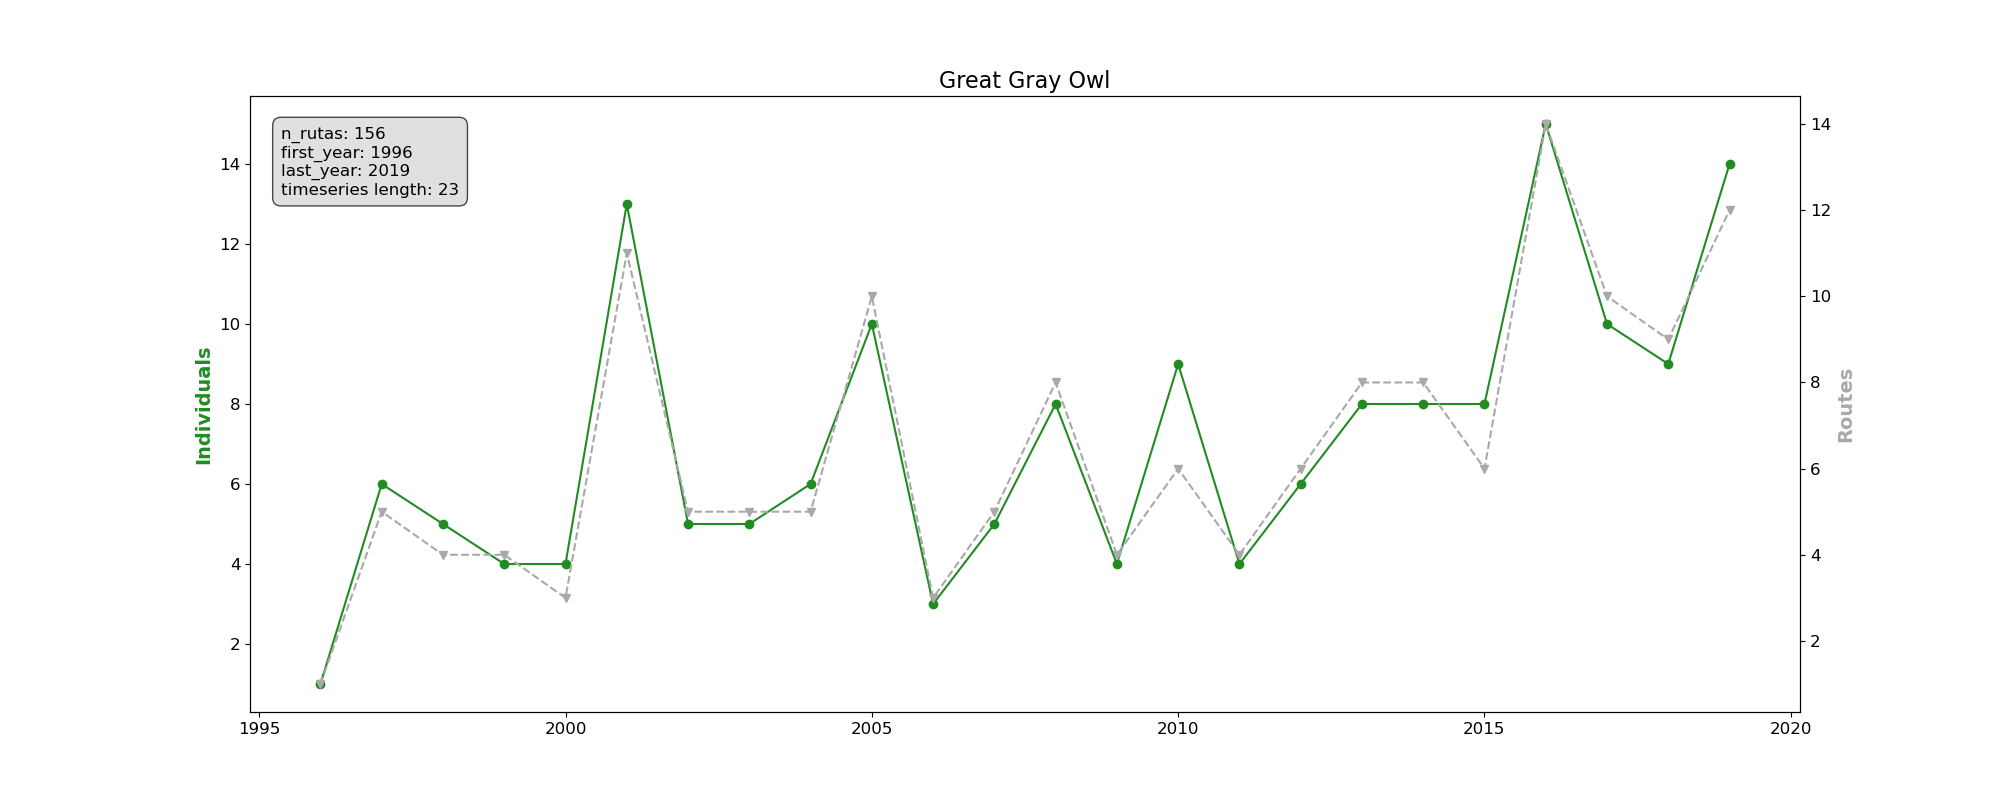 Great Gray Owl
n_rutas: 156
first_year: 1996
last_year: 2019
timeseries length: 23
Individuals
14
12
10
8
6
4
2
Routes
14
12
10
8
6
4
2
1995 2000 2005 2010 2015 2020